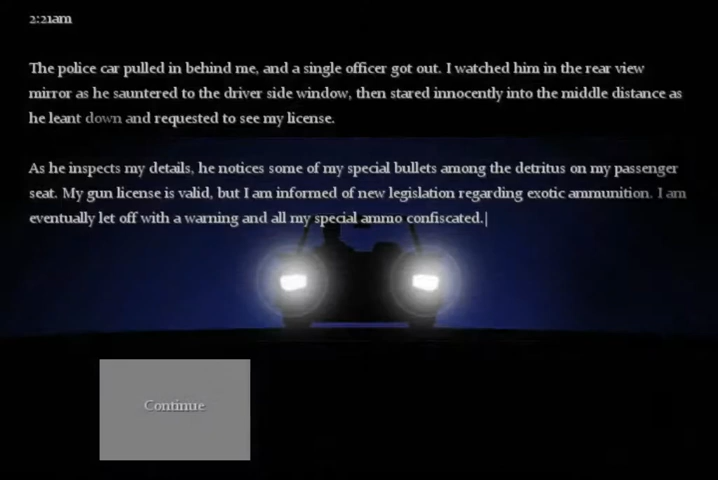 2:21am
The police car pulled in behind me, and a single officer got out. I watched him in the rear view
mirror as he sauntered to the driver side window, then stared innocently into the middle distance as
he leant down and requested to see my license.
As he inspects my details, he notices some of my special bullets among the detritus on my passenger
seat. My gun license is valid, but I am informed of new legislation regarding exotic ammunition. I am
eventually let off with a warning and all my special ammo confiscated.|
Continue